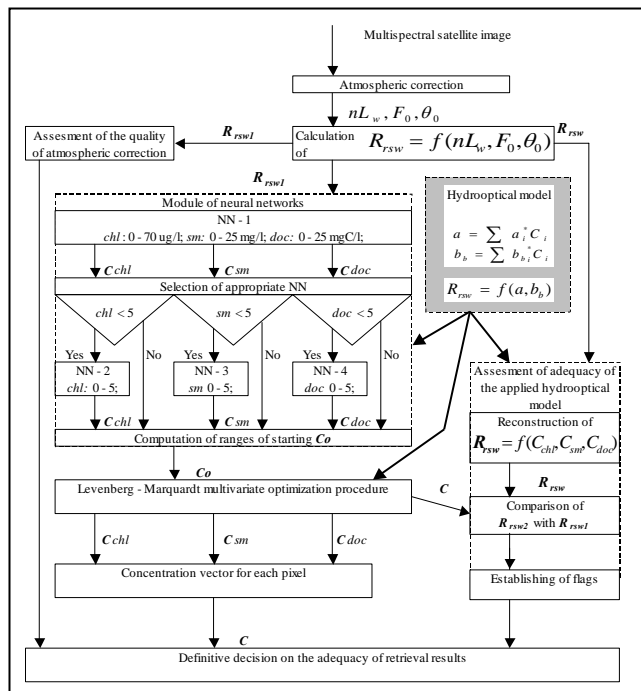 Multispectral satellite image
Atmospheric correction
nL_w, F_0, θ_0
Assesment of the quality
of atmospheric correction
R_rsw1
Calculation
of
R_rsw = f(nL_w, F_0, θ_0)
R_rsw
R_rsw1
Module of neural networks
NN - 1
chl : 0 - 70 ug/l; sm: 0 - 25 mg/l; doc: 0 - 25 mgC/l;
C chl
C sm
C doc
Selection of appropriate NN
chl < 5
sm < 5
doc < 5
Yes
No
Yes
No
Yes
No
NN - 2
chl: 0 -5;
NN - 3
sm 0 -5;
NN - 4
doc 0 -5;
C chl
C sm
C doc
Computation of ranges of starting Co
Hydrooptical model
a = ∑ a_i^* C_i
b_b = ∑ b_bi^* C_i
R_rsw = f(a, b_b)
Assesment of adequacy of
the applied hydrooptical
model
Reconstruction of
R_rsw = f(C_chl, C_sm, C_doc)
R_rsw
Comparison of
R_rsw2 with R_rsw1
Establishing of flags
Co
Levenberg - Marquardt multivariate optimization procedure
C
C chl
C sm
C doc
Concentration vector for each pixel
C
Definitive decision on the adequacy of retrieval results